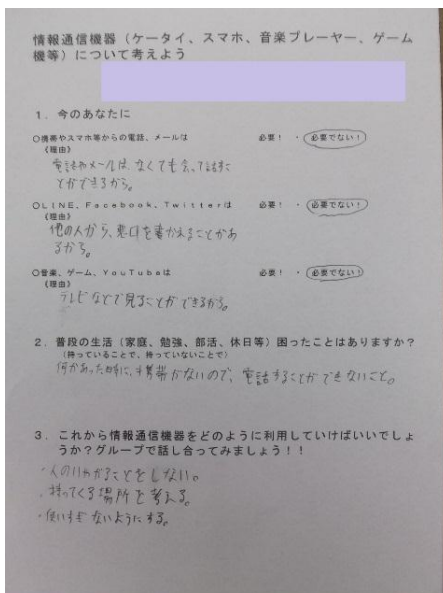 情報通信機器（ケータイ、スマホ、音楽プレーヤー、ゲーム
機等）について考えよう
１．今のあなたに
○携帯やスマホ等からの電話、メールは　必要！　・　必要でない！
《理由》
電話やメールは、なくても会って話すこ
とができるから。
○ＬＩＮＥ、Ｆａｃｅｂｏｏｋ、Ｔｗｉｔｔｅｒは　必要！　・　必要でない！
《理由》
他の人から、悪口を書かれることがあ
るから。
○音楽、ゲーム、ＹｏｕＴｕｂｅは　必要！　・　必要でない！
《理由》
テレビなどで見ることができるから。
２．普段の生活（家庭、勉強、部活、休日等）困ったことはありますか？
（持っていることで、持っていないことで）
何かあった時に、携帯がないので、電話することができないこと。
３．これから情報通信機器をどのように利用していけばいいでしょ
うか？グループで話し合ってみましょう！！
・人のいやがることをしない。
・持ってくる場所を考える。
・使いすぎないようにする。